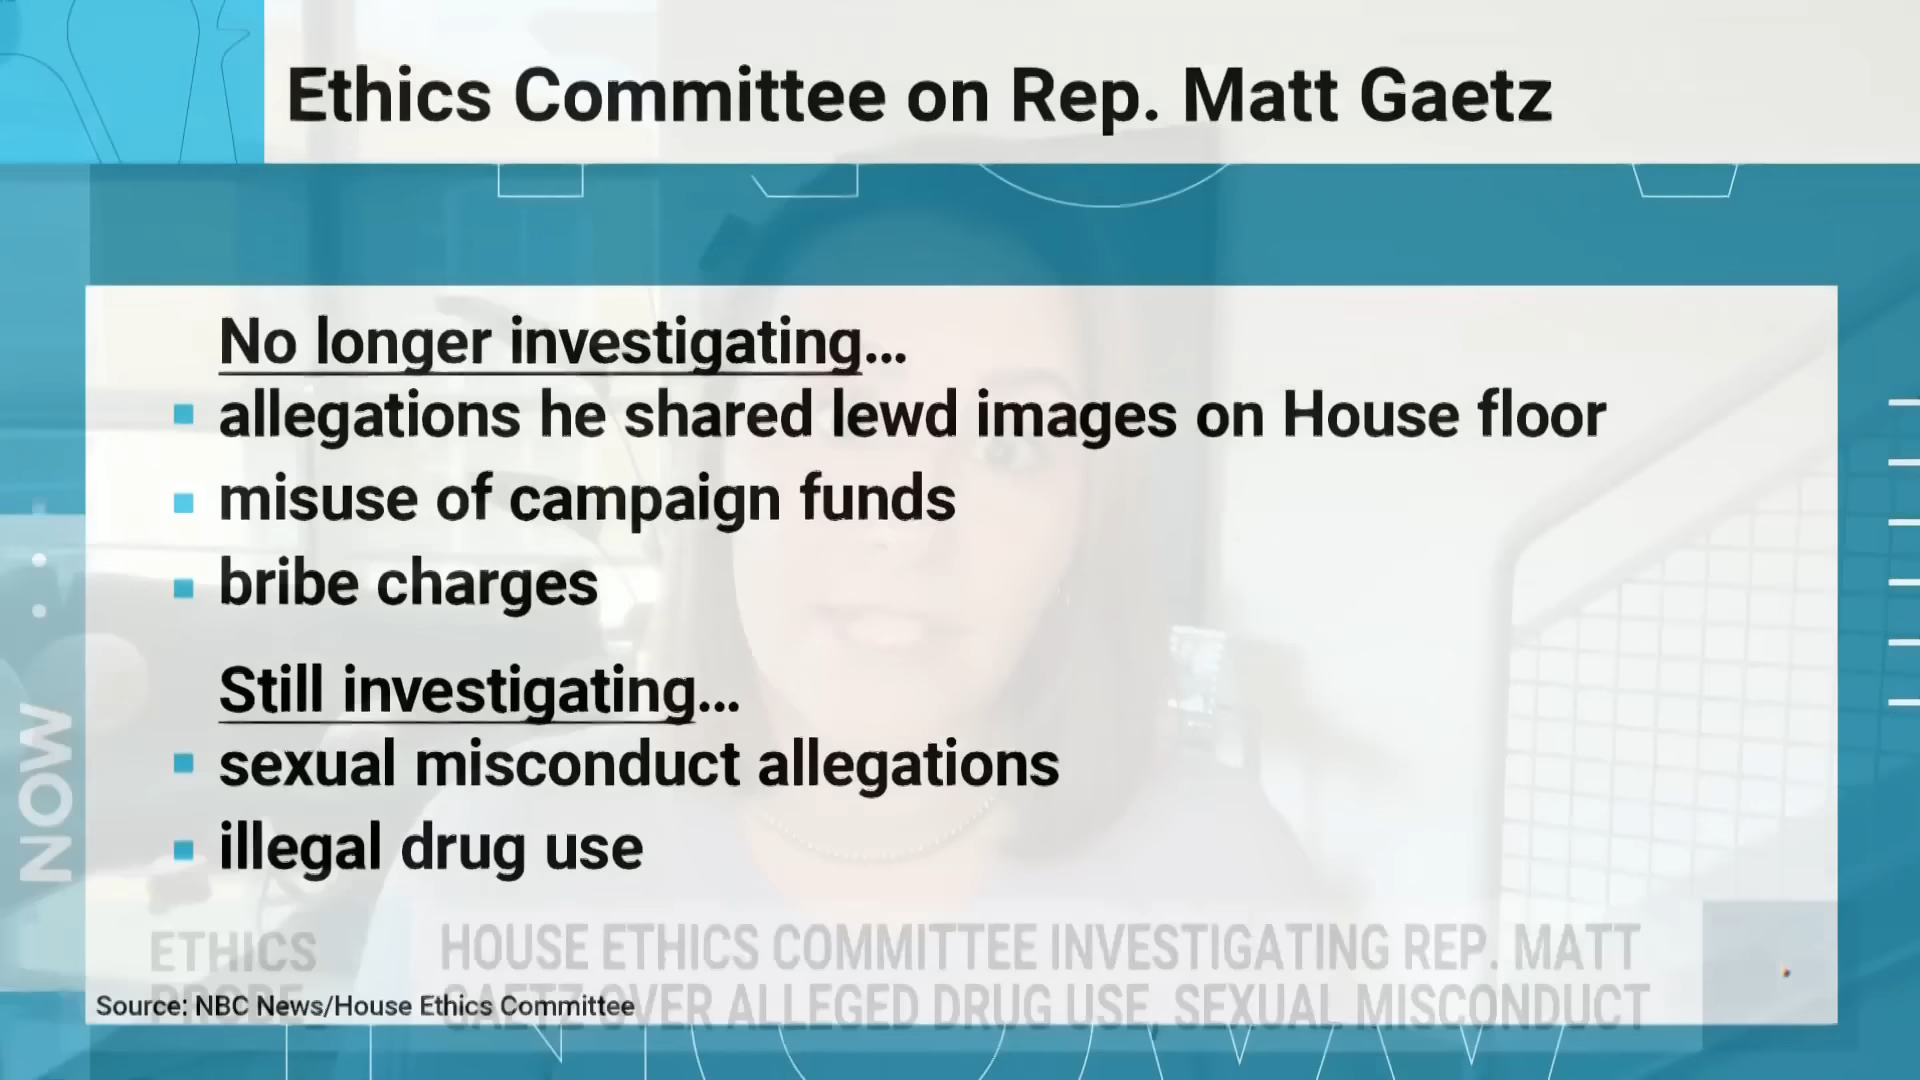 Ethics Committee on Rep. Matt Gaetz
No longer investigating...
allegations he shared lewd images on House floor
misuse of campaign funds
bribe charges
Still investigating...
sexual misconduct allegations
illegal drug use
NOW
ETHICS
PROBE
HOUSE ETHICS COMMITTEE INVESTIGATING REP. MATT
GAETZ OVER ALLEGED DRUG USE, SEXUAL MISCONDUCT
Source: NBC News/House Ethics Committee